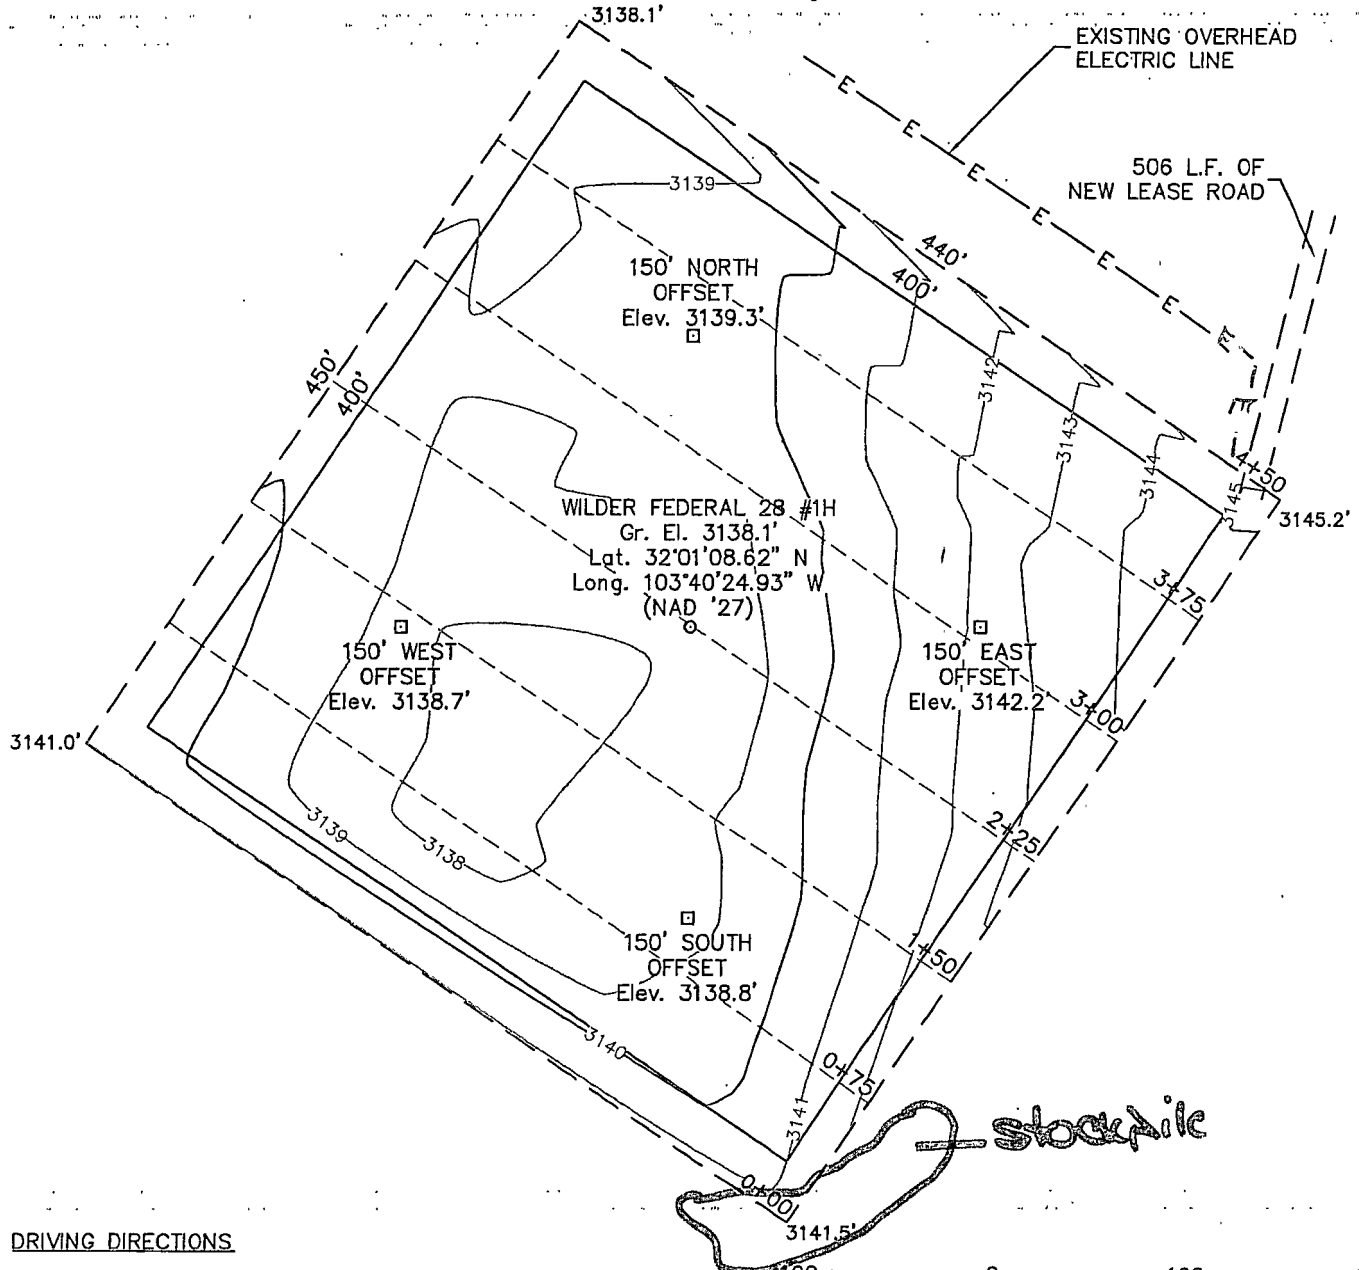 3138.1'
EXISTING OVERHEAD
ELECTRIC LINE
E
E
E
E
E
E
E
E
506 L.F. OF
NEW LEASE ROAD
3139
440'
400'
150' NORTH
OFFSET
Elev. 3139.3'
3142
3143
3144
3145
4+50
3145.2'
450'
400'
WILDER FEDERAL 28 #1H
Gr. El. 3138.1'
Lat. 32°01'08.62" N
Long. 103°40'24.93" W
(NAD '27)
3+75
150' WEST
OFFSET
Elev. 3138.7'
150' EAST
OFFSET
Elev. 3142.2'
3+00
3141.0'
2+25
3139
3138
150' SOUTH
OFFSET
Elev. 3138.8'
1+50
3140
0+75
3141
stockpile
0+00
3141.5'
DRIVING DIRECTIONS
100
0
100